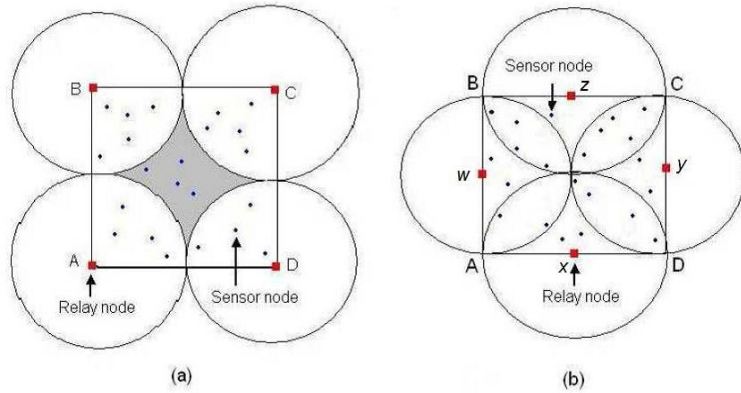 B
C
A
D
Relay node
Sensor node
(a)
Sensor node
B
z
C
w
y
A
x
D
Relay node
(b)